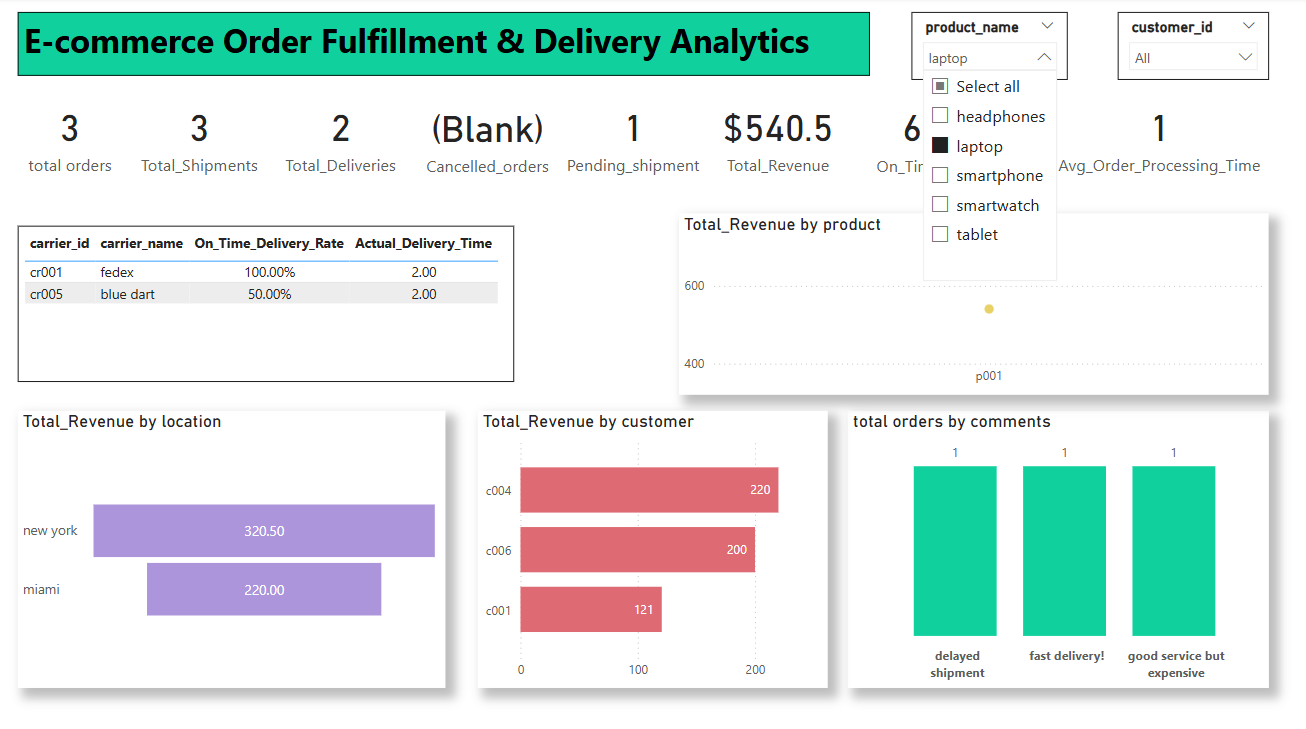 E-commerce Order Fulfillment & Delivery Analytics
product_name
laptop
Select all
headphones
laptop
smartphone
smartwatch
tablet
customer_id
All
3
total orders
3
Total_Shipments
2
Total_Deliveries
(Blank)
Cancelled_orders
1
Pending_shipment
$540.5
Total_Revenue
6
On_Tir
1
Avg_Order_Processing_Time
carrier_id carrier_name On_Time_Delivery_Rate Actual_Delivery_Time
cr001 fedex 100.00% 2.00
cr005 blue dart 50.00% 2.00
Total_Revenue by product
600
400
p001
Total_Revenue by location
new york 320.50
miami 220.00
Total_Revenue by customer
c004 220
c006 200
c001 121
0 100 200
total orders by comments
1 1 1
delayed shipment
fast delivery!
good service but expensive